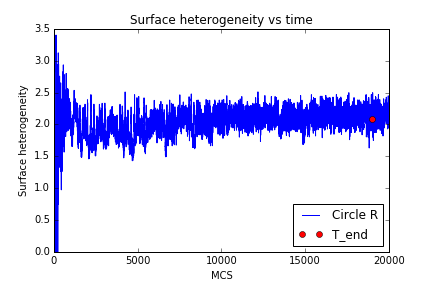 Surface heterogeneity vs time
3.5
3.0
2.5
2.0
1.5
1.0
0.5
0.0
Surface heterogeneity
Circle R
T_end
0
5000
10000
15000
20000
MCS